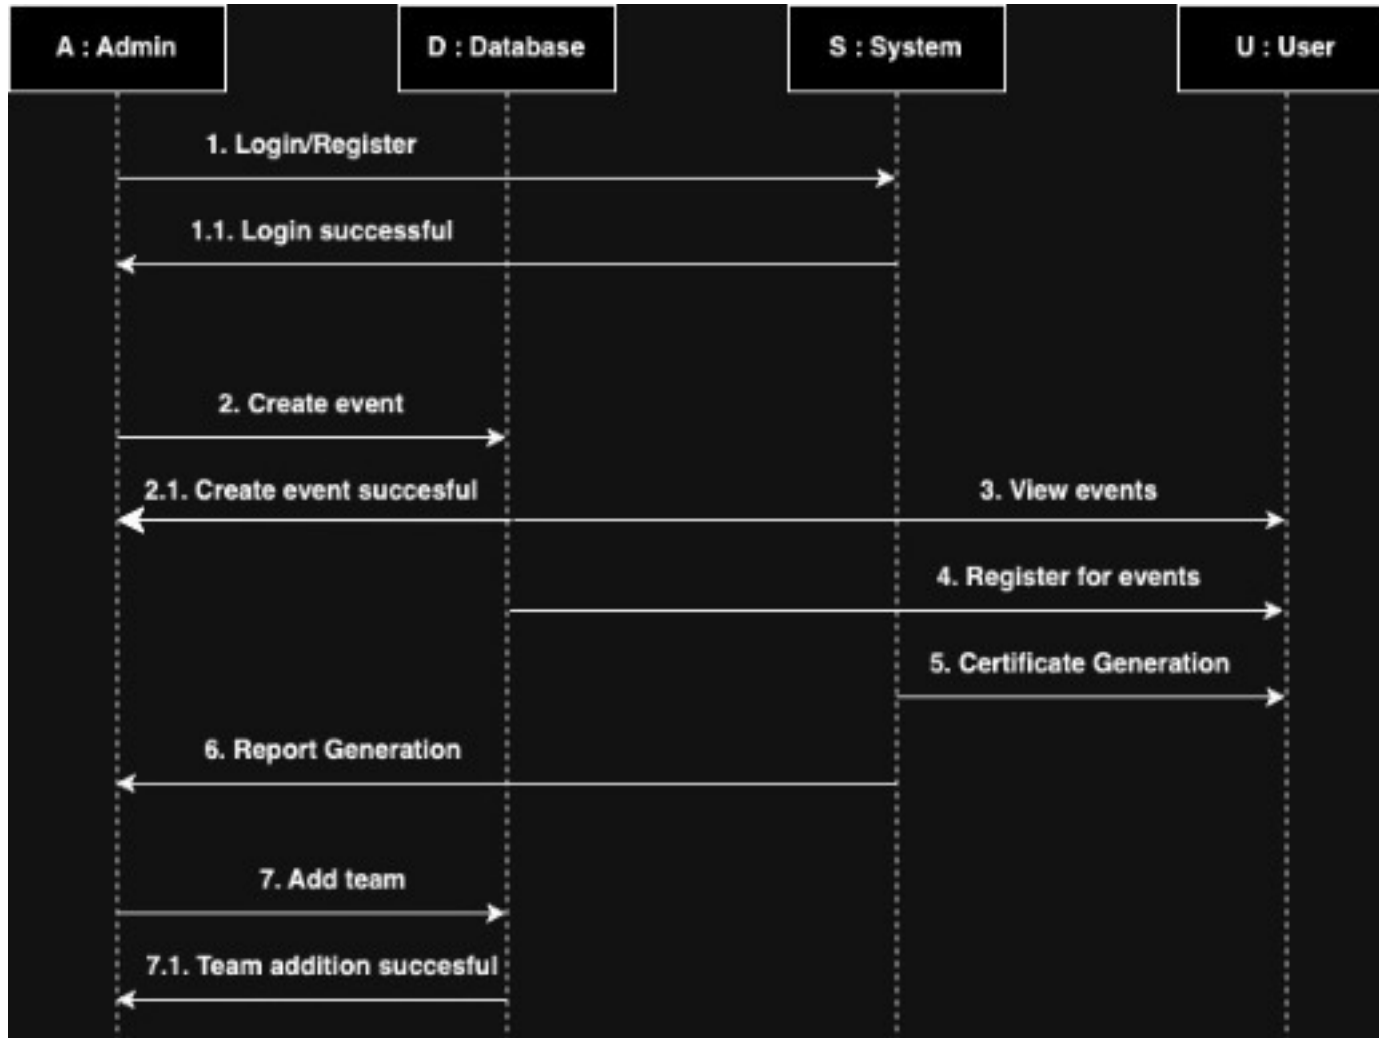 A : Admin
D : Database
S : System
U : User
1. Login/Register
1.1. Login successful
2. Create event
2.1. Create event succesful
3. View events
4. Register for events
5. Certificate Generation
6. Report Generation
7. Add team
7.1. Team addition succesful